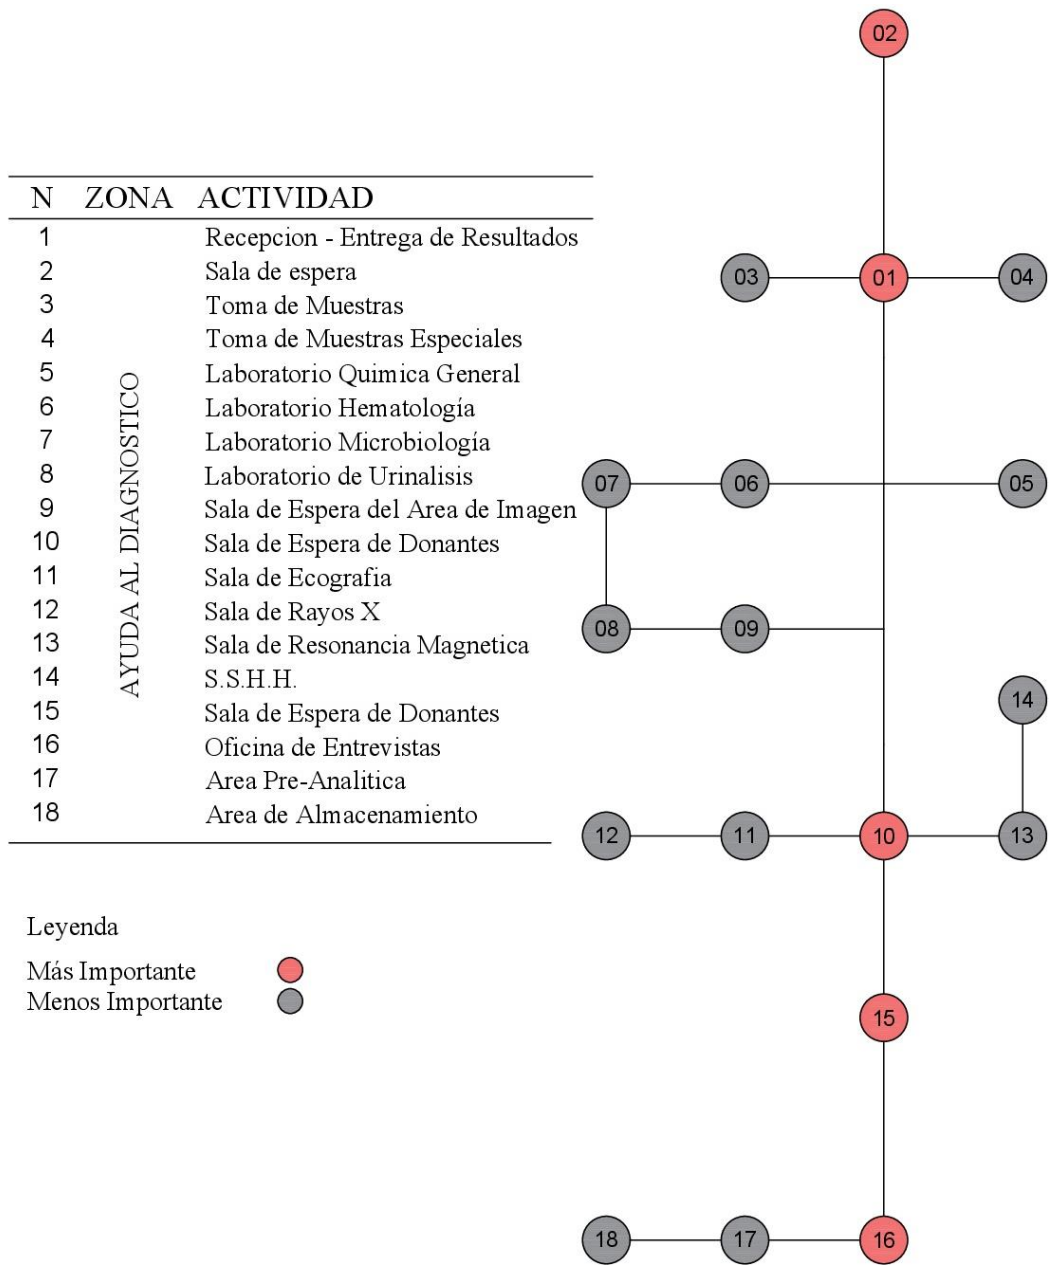 N ZONA ACTIVIDAD
1 Recepcion - Entrega de Resultados
2 Sala de espera
3 Toma de Muestras
4 Toma de Muestras Especiales
5 Laboratorio Quimica General
6 Laboratorio Hematología
7 Laboratorio Microbiología
8 Laboratorio de Urinalisis
9 Sala de Espera del Area de Imagen
10 Sala de Espera de Donantes
11 Sala de Ecografia
12 Sala de Rayos X
13 Sala de Resonancia Magnetica
14 S.S.H.H.
15 Sala de Espera de Donantes
16 Oficina de Entrevistas
17 Area Pre-Analitica
18 Area de Almacenamiento
AYUDA AL DIAGNOSTICO
Leyenda
Más Importante
Menos Importante
02
03 01 04
07 06 05
08 09
14
12 11 10 13
15
18 17 16